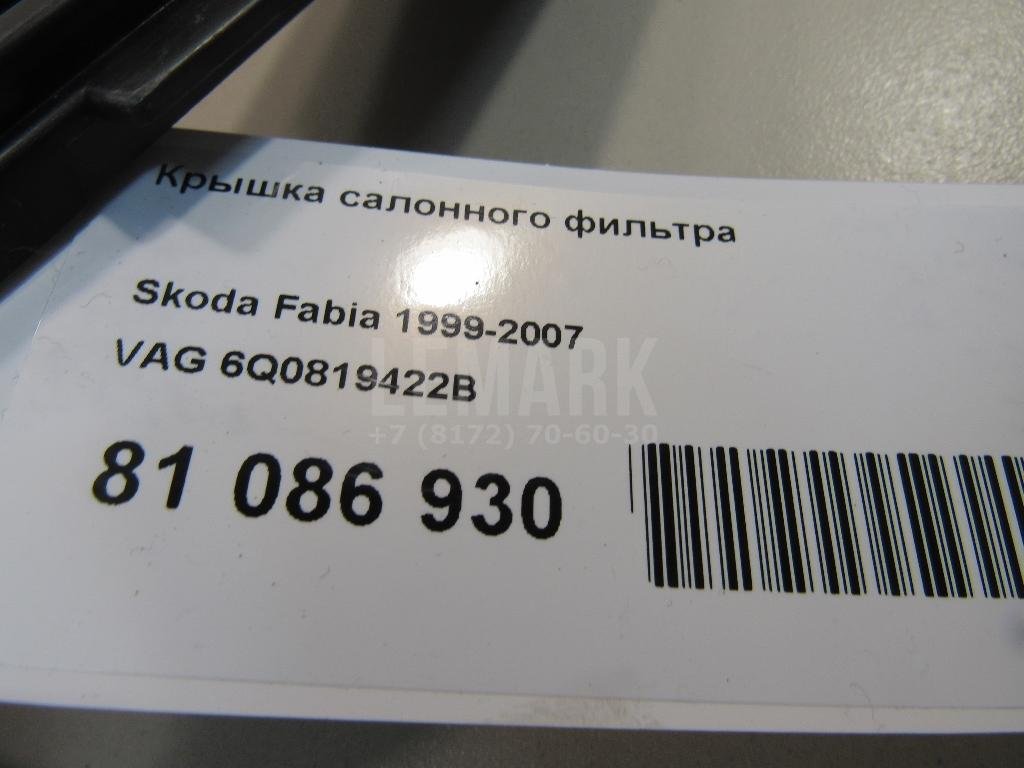 Крышка салонного фильтра
Skoda Fabia 1999-2007
VAG 6Q0819422B
LEMARK
+7 (8172) 70-60-30
81 086 930